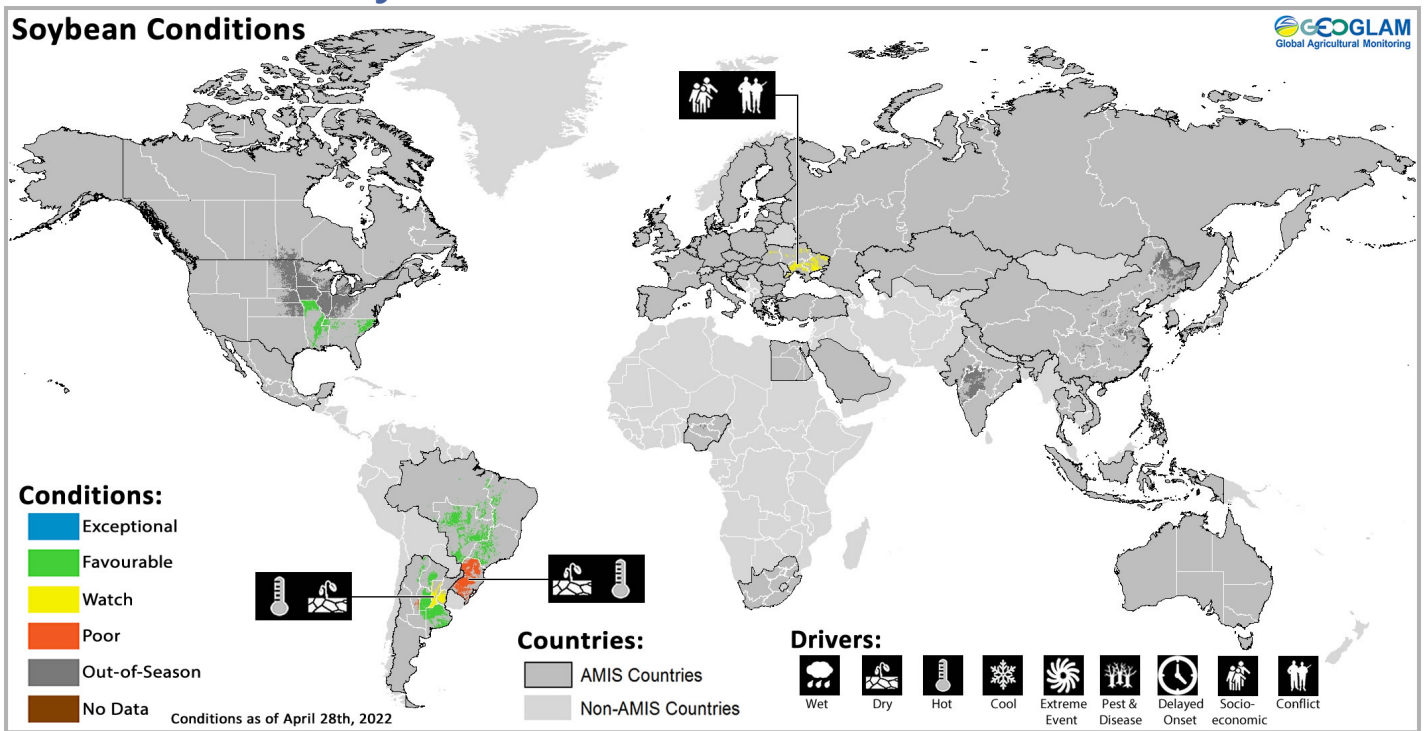 Soybean Conditions
GEOGLAM
Global Agricultural Monitoring
Conditions:
Exceptional
Favourable
Watch
Poor
Out-of-Season
No Data
Conditions as of April 28th, 2022
Countries:
AMIS Countries
Non-AMIS Countries
Drivers:
Wet
Dry
Hot
Cool
Extreme
Event
Pest &
Disease
Delayed
Onset
Socio-
economic
Conflict